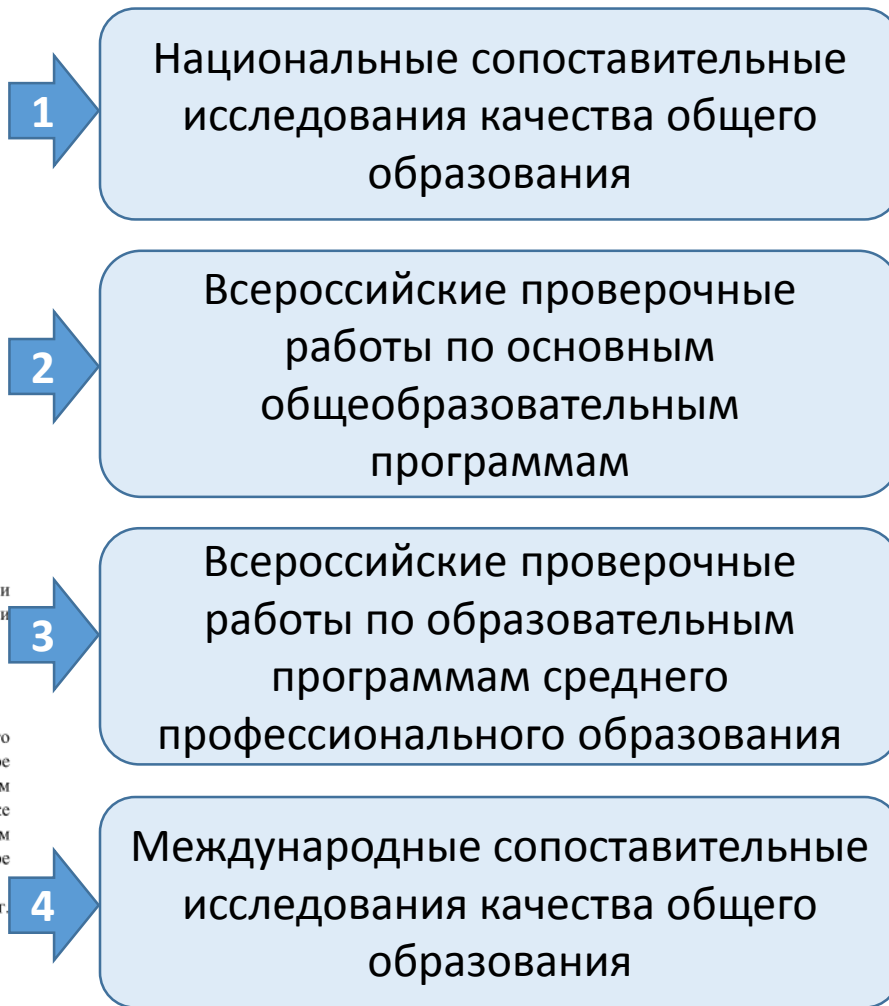 1
Национальные сопоставительные
исследования качества общего
образования
2
Всероссийские проверочные
работы по основным
общеобразовательным
программам
и
и
3
Всероссийские проверочные
работы по образовательным
программам среднего
профессионального образования
4
Международные сопоставительные
исследования качества общего
образования